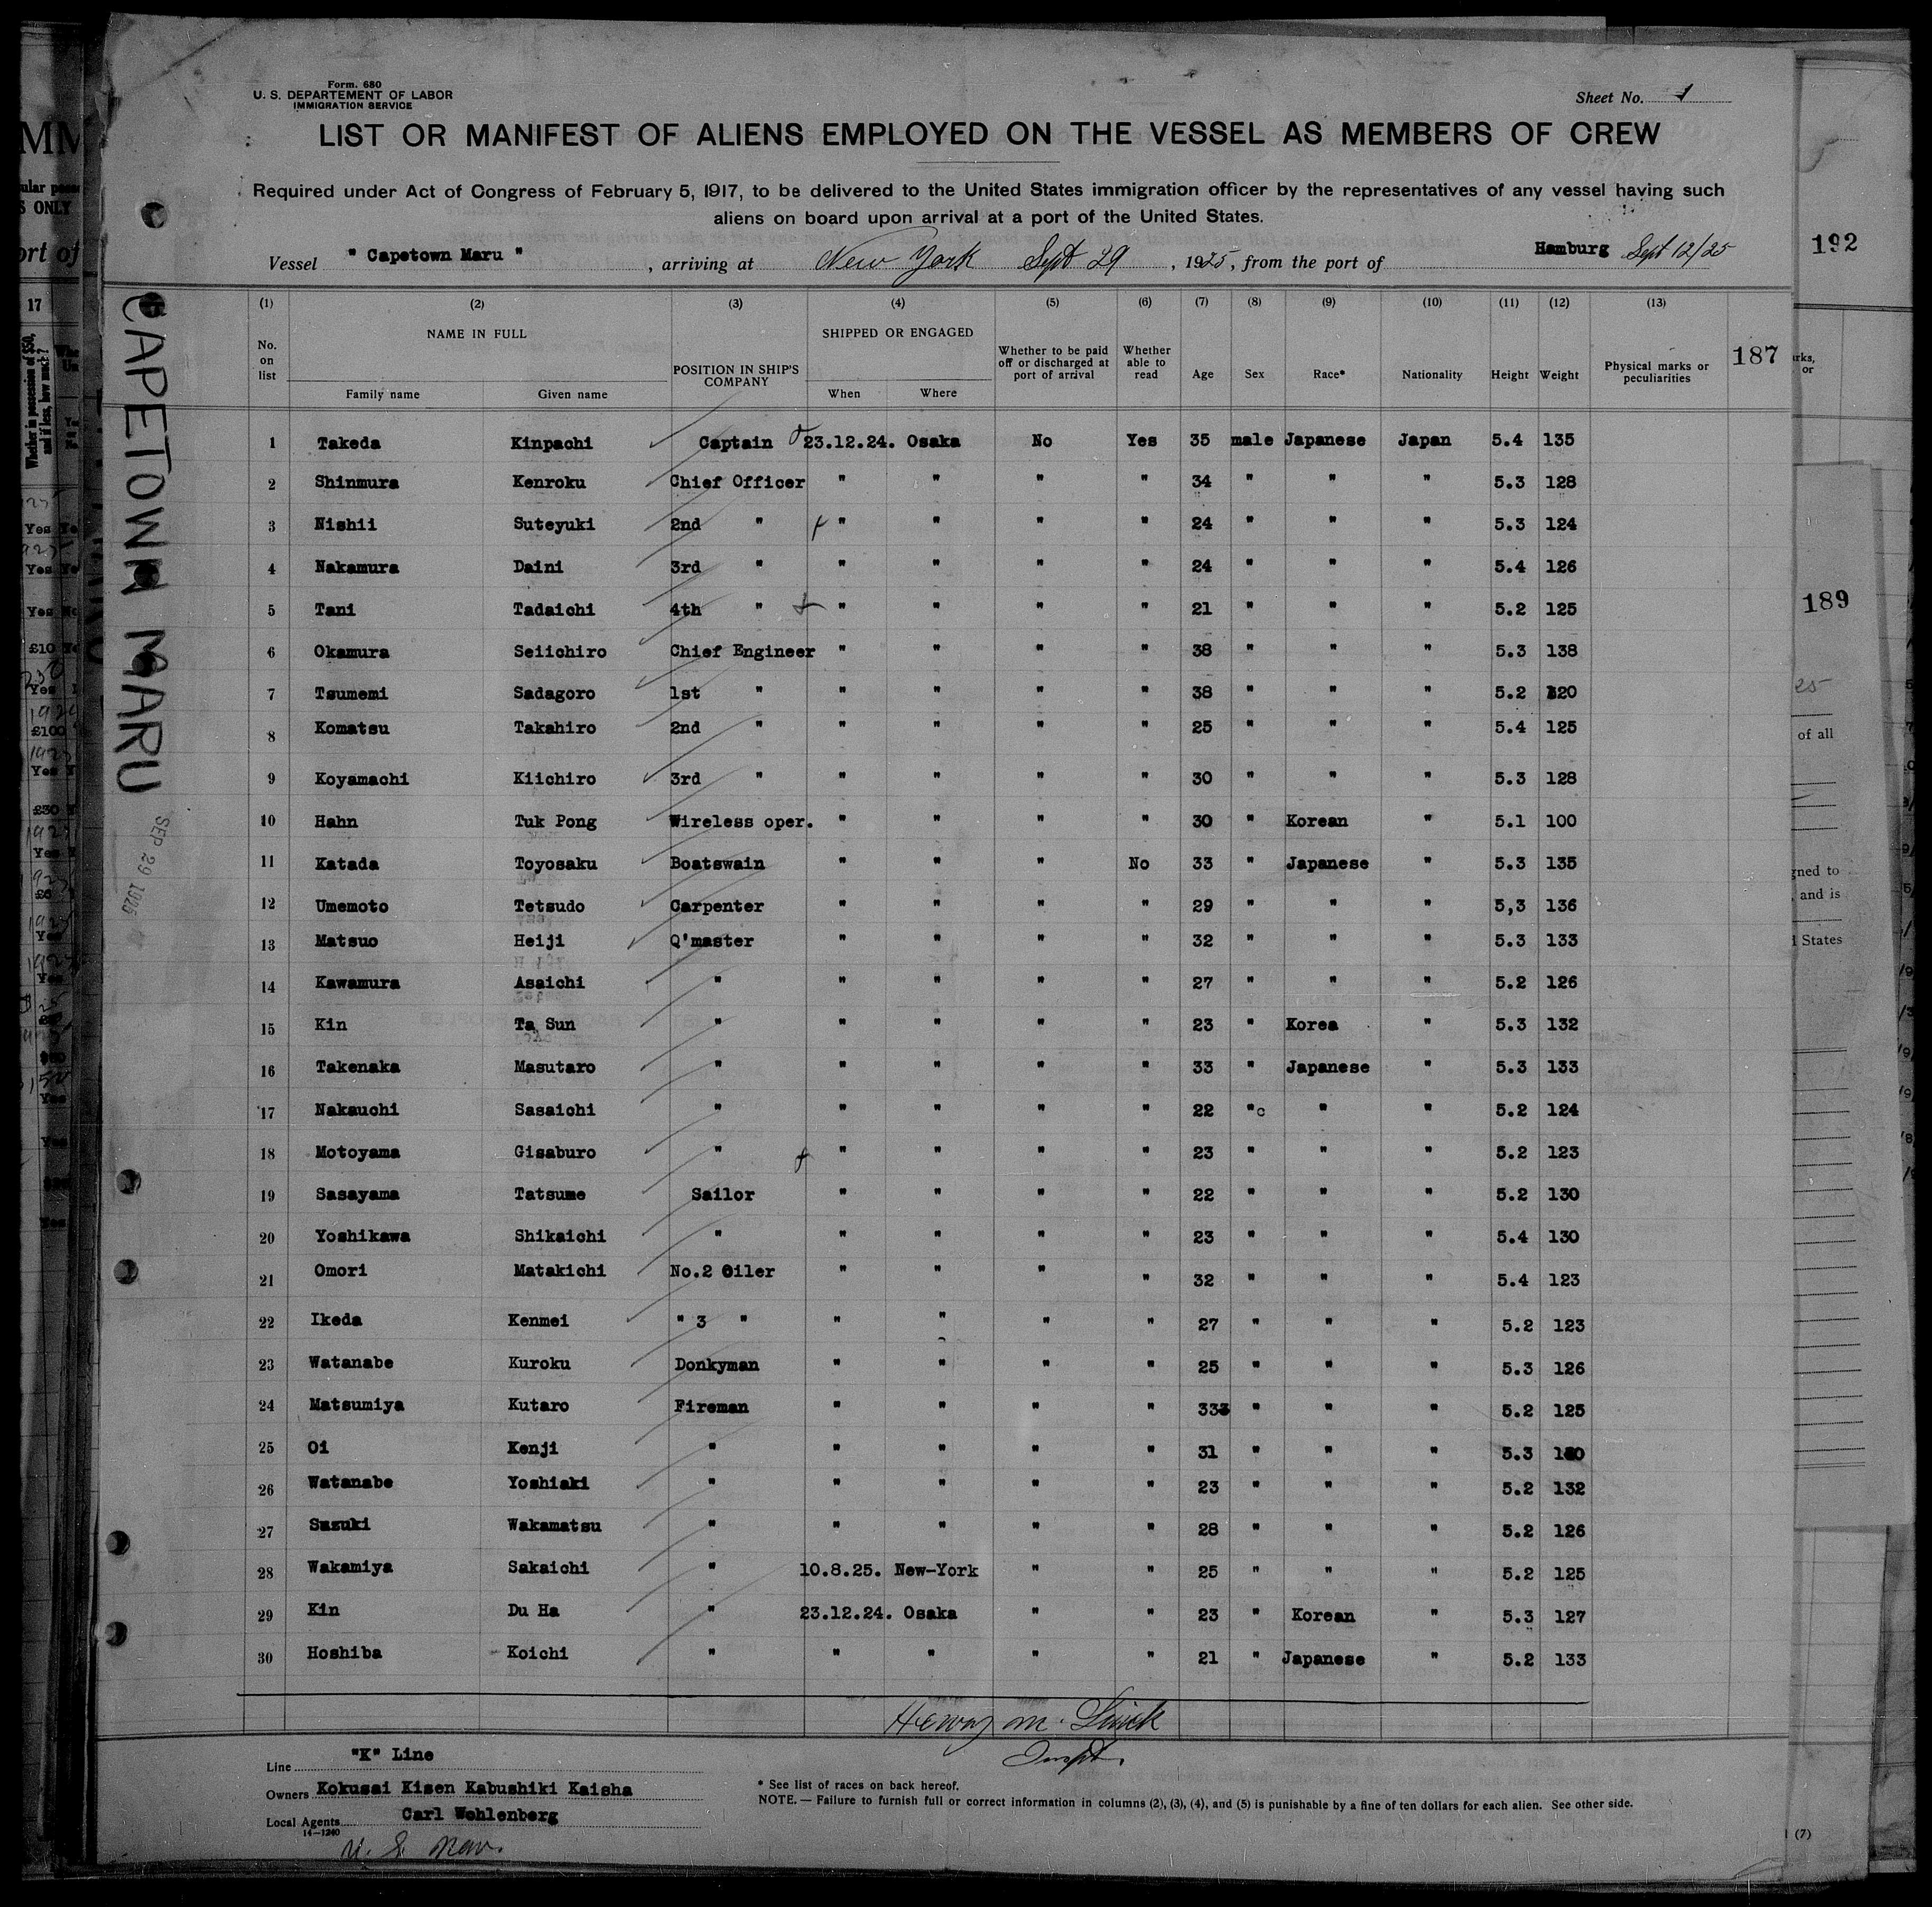 Form. 680
U. S. DEPARTEMENT OF LABOR
IMMIGRATION SERVICE
Sheet No. 1
LIST OR MANIFEST OF ALIENS EMPLOYED ON THE VESSEL AS MEMBERS OF CREW
Required under Act of Congress of February 5, 1917, to be delivered to the United States immigration officer by the representatives of any vessel having such
aliens on board upon arrival at a port of the United States.
Vessel " Capetown Maru " , arriving at New York Sept 29 , 1925, from the port of Hamburg Sept 12/25
192
(1) (2) (3) (4) (5) (6) (7) (8) (9) (10) (11) (12) (13)
No. on list NAME IN FULL Family name Given name POSITION IN SHIP'S COMPANY SHIPPED OR ENGAGED When Where Whether to be paid off or discharged at port of arrival Whether able to read Age Sex Race* Nationality Height Weight Physical marks or peculiarities 187
1 Takeda Kinpachi Captain 23.12.24. Osaka No Yes 35 male Japanese Japan 5.4 135
2 Shinmura Kenroku Chief Officer " " " " 34 " " " 5.3 128
3 Nishii Suteyuki 2nd " " " " " 24 " " " 5.3 124
4 Nakamura Daini 3rd " " " " " 24 " " " 5.4 126
5 Tani Tadaichi 4th " " " " " 21 " " " 5.2 125
6 Okamura Seiichiro Chief Engineer " " " " 38 " " " 5.3 138
7 Tsumemi Sadagoro 1st " " " " " 38 " " " 5.2 120
8 Komatsu Takahiro 2nd " " " " " 25 " " " 5.4 125
9 Koyamachi Kiichiro 3rd " " " " " 30 " " " 5.3 128
10 Hahn Tuk Pong Wireless oper. " " " " 30 " Korean " 5.1 100
11 Katada Toyosaku Boatswain " " " No 33 " Japanese " 5.3 135
12 Umemoto Tetsudo Carpenter " " " " 29 " " " 5,3 136
13 Matsuo Heiji Q'master " " " " 32 " " " 5.3 133
14 Kawamura Asaichi " " " " " 27 " " " 5.2 126
15 Kin Ta Sun " " " " " 23 " Korea " 5.3 132
16 Takenaka Masutaro " " " " " 33 " Japanese " 5.3 133
17 Nakauchi Sasaichi " " " " " 22 "c " " 5.2 124
18 Motoyama Gisaburo " " " " " 23 " " " 5.2 123
19 Sasayama Tatsume Sailor " " " " 22 " " " 5.2 130
20 Yoshikawa Shikaichi " " " " " 23 " " " 5.4 130
21 Omori Matakichi No.2 Oiler " " " " 32 " " " 5.4 123
22 Ikeda Kenmei " 3 " " " " " 27 " " " 5.2 123
23 Watanabe Kuroku Donkyman " " " " 25 " " " 5.3 126
24 Matsumiya Kutaro Fireman " " " " 333 " " " 5.2 125
25 Oi Kenji " " " " " 31 " " " 5.3
26 Watanabe Yoshiaki " " " " " 23 " " " 5.2 132
27 Suzuki Wakamatsu " " " " " 28 " " " 5.2 126
28 Wakamiya Sakaichi " 10.8.25. New-York " " 25 " " " 5.2 125
29 Kin Du Ha " 23.12.24. Osaka " " 23 " Korean " 5.3 127
30 Hoshiba Koichi " " " " " 21 " Japanese " 5.2 133
Inspt.
Line "K" Line
Owners Kokusai Kisen Kabushiki Kaisha
Local Agents Carl Wohlenberg
14—1240
* See list of races on back hereof.
NOTE. — Failure to furnish full or correct information in columns (2), (3), (4), and (5) is punishable by a fine of ten dollars for each alien. See other side.
CAPETOWN MARU
SEP 29 1925
189
of all
and is
States
(7)
17